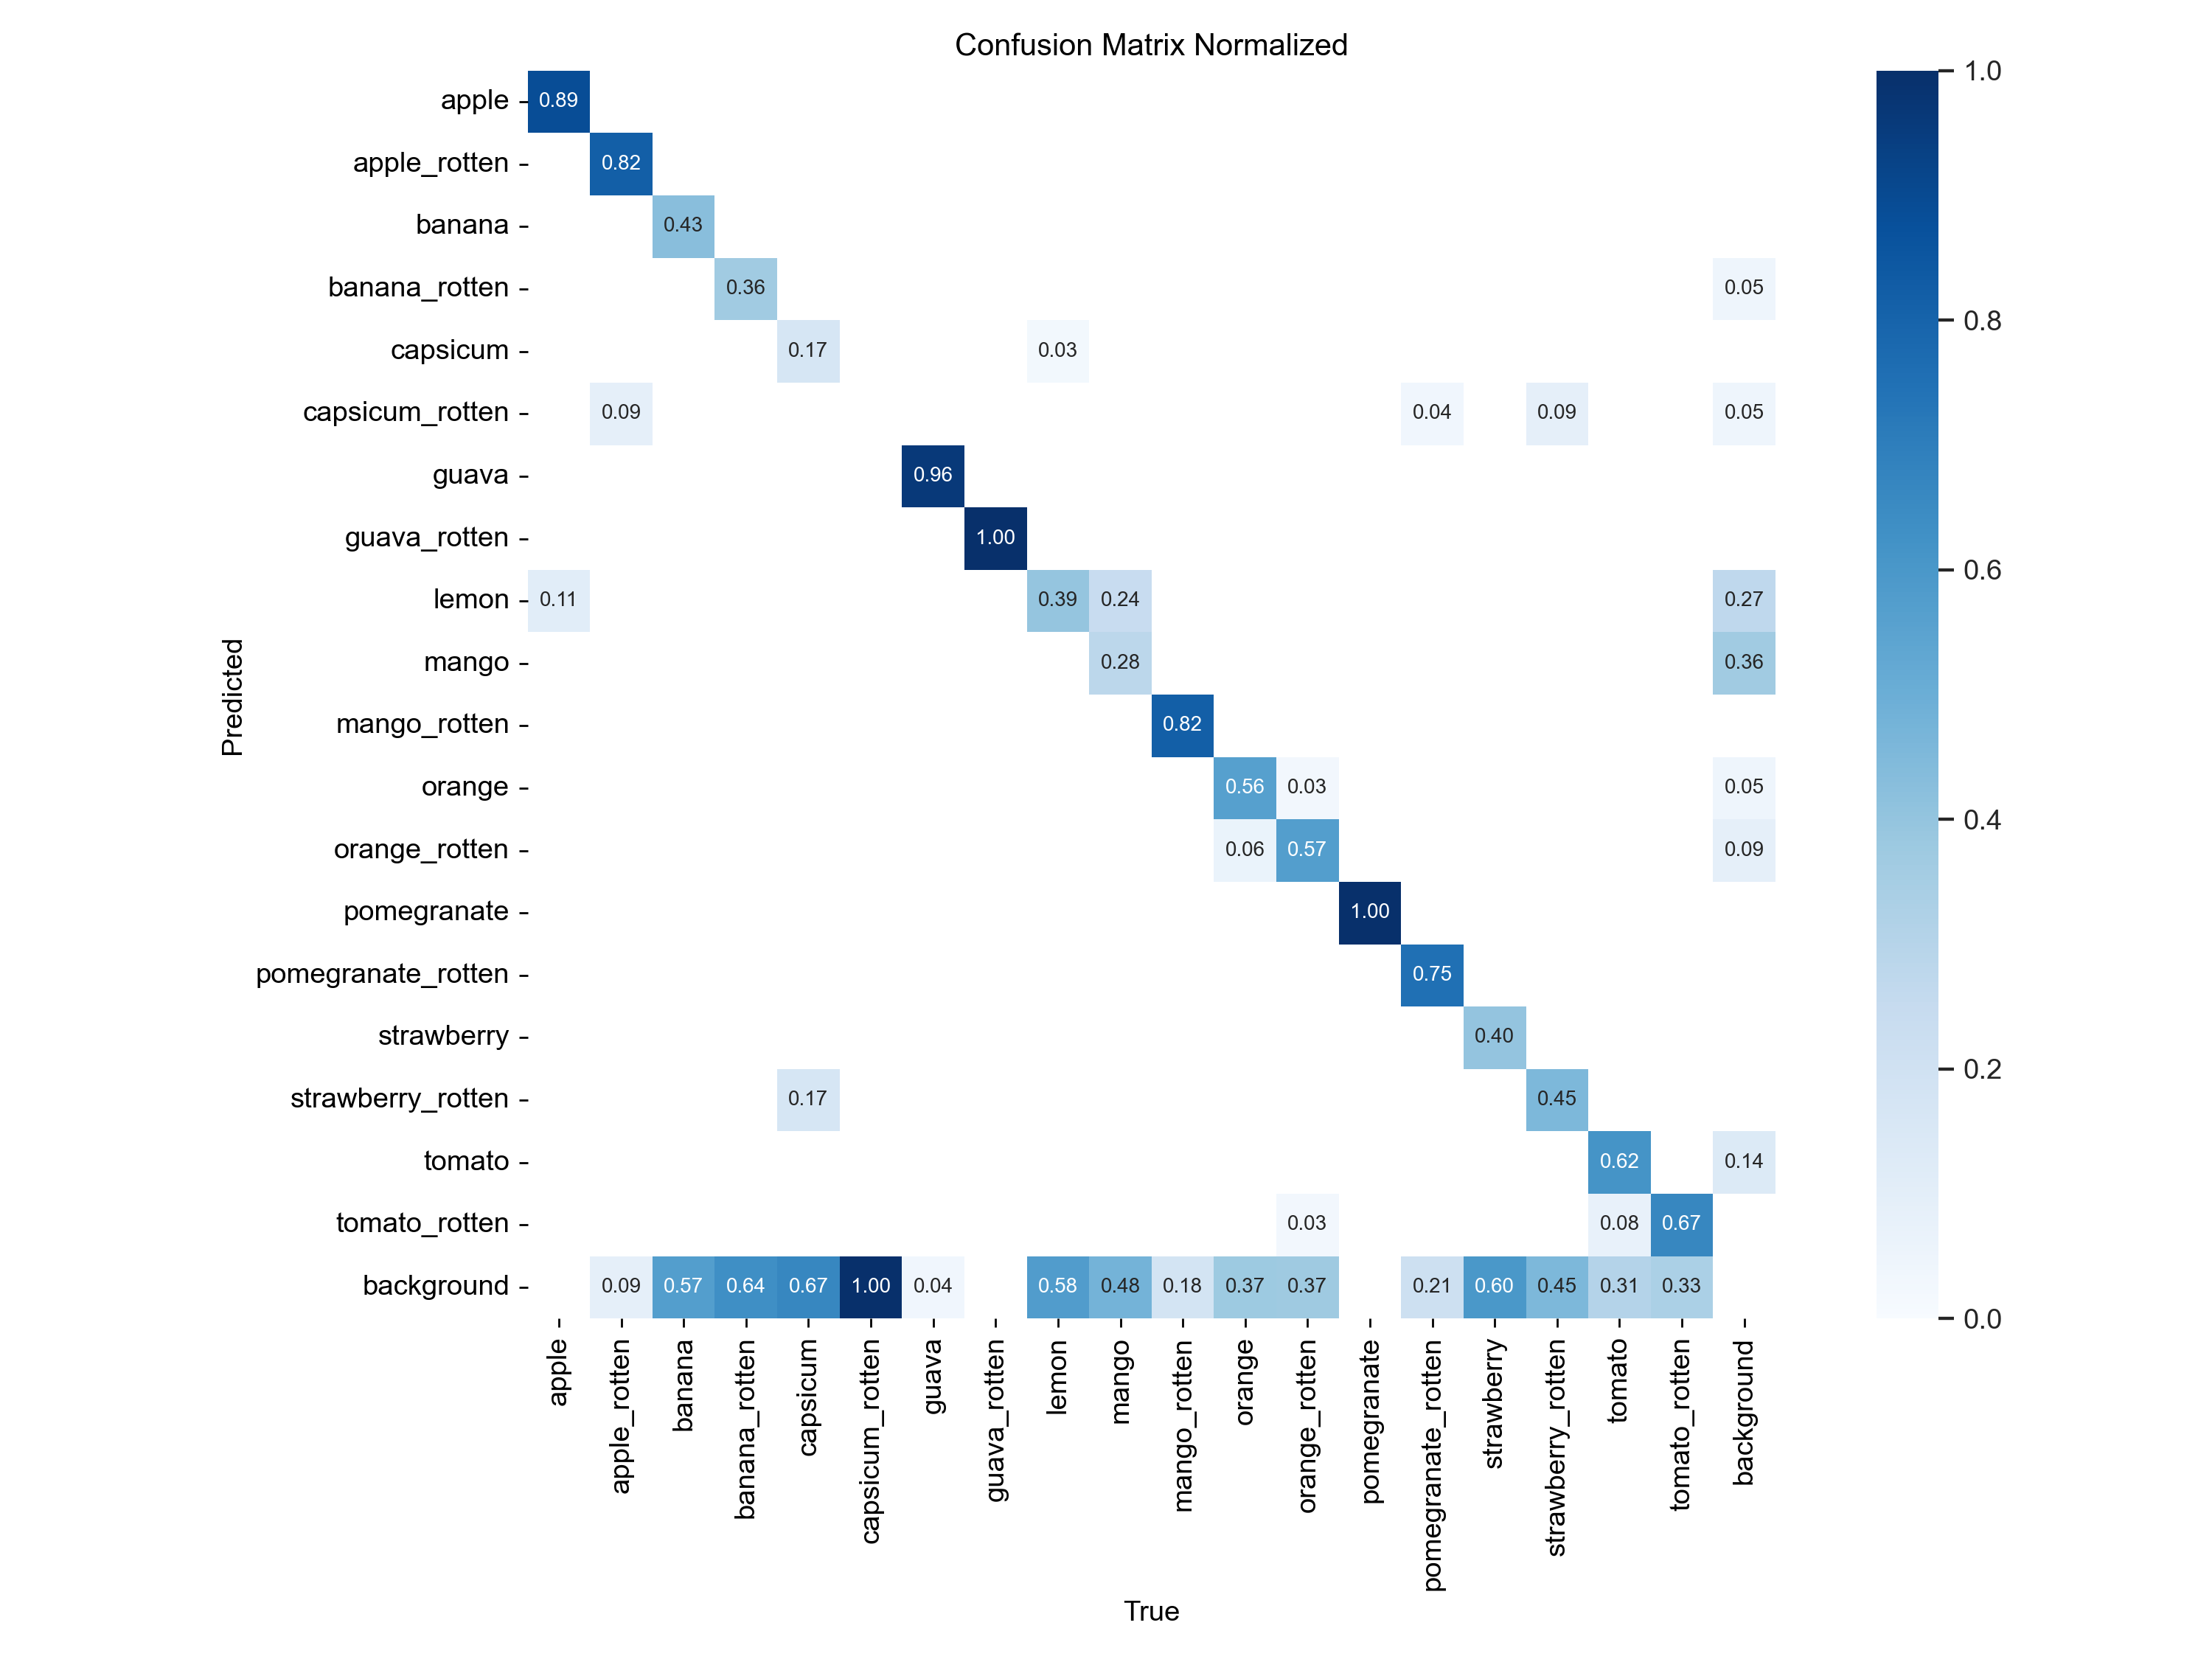 Confusion Matrix Normalized
apple
0.89
1.0
apple_rotten
0.82
banana
0.43
banana_rotten
0.36
0.05
0.8
capsicum
0.17
0.03
capsicum_rotten
0.09
0.04
0.09
0.05
guava
0.96
guava_rotten
1.00
0.6
lemon
0.11
0.39
0.24
0.27
Predicted
mango
0.28
0.36
mango_rotten
0.82
orange
0.56
0.03
0.05
0.4
orange_rotten
0.06
0.57
0.09
pomegranate
1.00
pomegranate_rotten
0.75
strawberry
0.40
0.2
strawberry_rotten
0.17
0.45
tomato
0.62
0.14
tomato_rotten
0.03
0.08
0.67
background
0.09
0.57
0.64
0.67
1.00
0.04
0.58
0.48
0.18
0.37
0.37
0.21
0.60
0.45
0.31
0.33
0.0
apple
apple_rotten
banana
banana_rotten
capsicum
capsicum_rotten
guava
guava_rotten
lemon
mango
mango_rotten
orange
orange_rotten
pomegranate
pomegranate_rotten
strawberry
strawberry_rotten
tomato
tomato_rotten
background
True